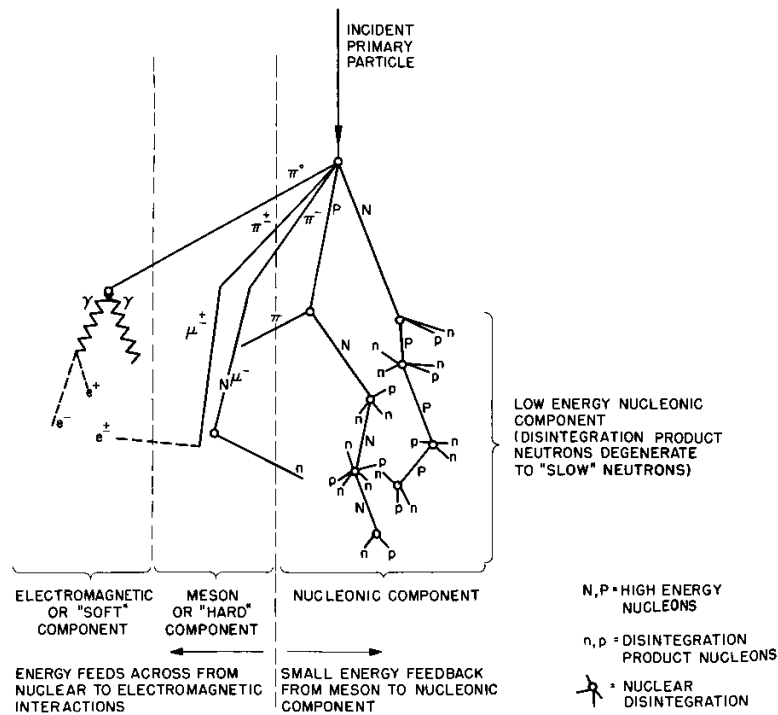 INCIDENT
PRIMARY
PARTICLE
π°
π±
π⁻
P
N
γ γ
μ±
π
N
μ⁻
e⁺
e⁻
e±
n
N
P
n
p
n
p
n
n
P
p
n
n
N
p
n
n
p
n
n
P
p
n
n
p
n
N
n
p
n
p
n
p
LOW ENERGY NUCLEONIC
COMPONENT
(DISINTEGRATION PRODUCT
NEUTRONS DEGENERATE
TO "SLOW" NEUTRONS)
ELECTROMAGNETIC
OR "SOFT"
COMPONENT
MESON
OR "HARD"
COMPONENT
NUCLEONIC COMPONENT
ENERGY FEEDS ACROSS FROM
NUCLEAR TO ELECTROMAGNETIC
INTERACTIONS
SMALL ENERGY FEEDBACK
FROM MESON TO NUCLEONIC
COMPONENT
N,P = HIGH ENERGY
NUCLEONS
n,p = DISINTEGRATION
PRODUCT NUCLEONS
= NUCLEAR
DISINTEGRATION